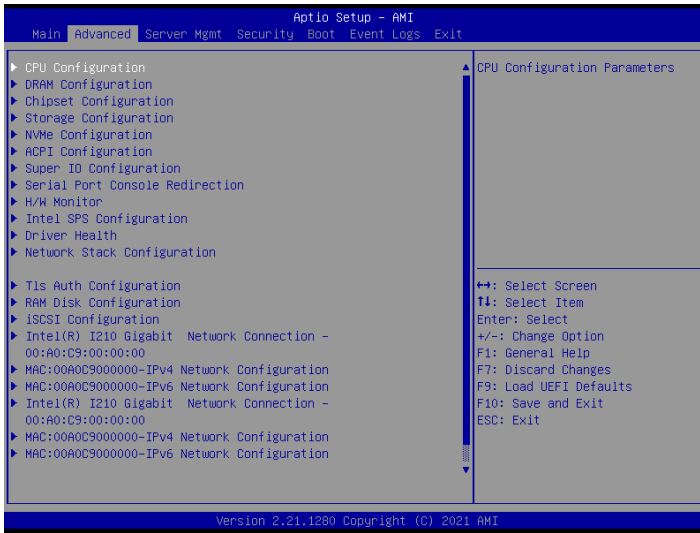 Aptio Setup – AMI
Main Advanced Server Mgmt Security Boot Event Logs Exit
▶ CPU Configuration
▶ DRAM Configuration
▶ Chipset Configuration
▶ Storage Configuration
▶ NVMe Configuration
▶ ACPI Configuration
▶ Super IO Configuration
▶ Serial Port Console Redirection
▶ H/W Monitor
▶ Intel SPS Configuration
▶ Driver Health
▶ Network Stack Configuration
▶ Tls Auth Configuration
▶ RAM Disk Configuration
▶ iSCSI Configuration
▶ Intel(R) I210 Gigabit  Network Connection –
00:A0:C9:00:00:00
▶ MAC:00A0C9000000-IPv4 Network Configuration
▶ MAC:00A0C9000000-IPv6 Network Configuration
▶ Intel(R) I210 Gigabit  Network Connection –
00:A0:C9:00:00:00
▶ MAC:00A0C9000000-IPv4 Network Configuration
▶ MAC:00A0C9000000-IPv6 Network Configuration
CPU Configuration Parameters
↔: Select Screen
↑↓: Select Item
Enter: Select
+/-: Change Option
F1: General Help
F7: Discard Changes
F9: Load UEFI Defaults
F10: Save and Exit
ESC: Exit
Version 2.21.1280 Copyright (C) 2021 AMI